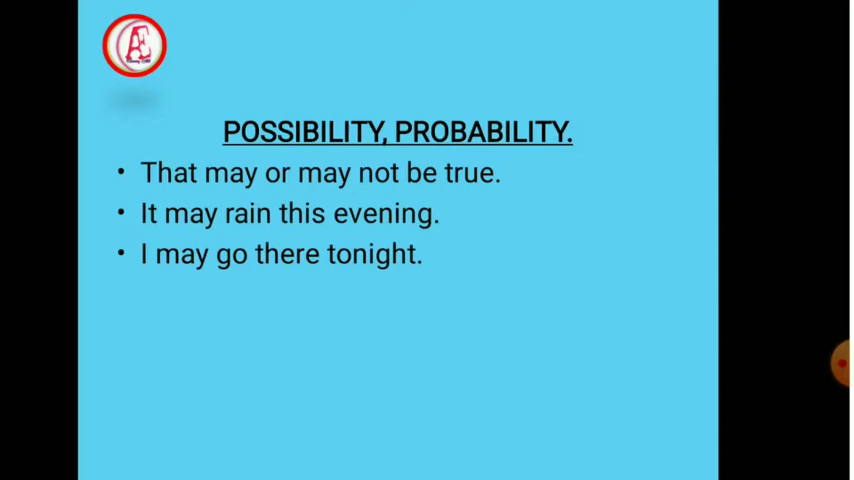 POSSIBILITY, PROBABILITY.
• That may or may not be true.
• It may rain this evening.
• I may go there tonight.